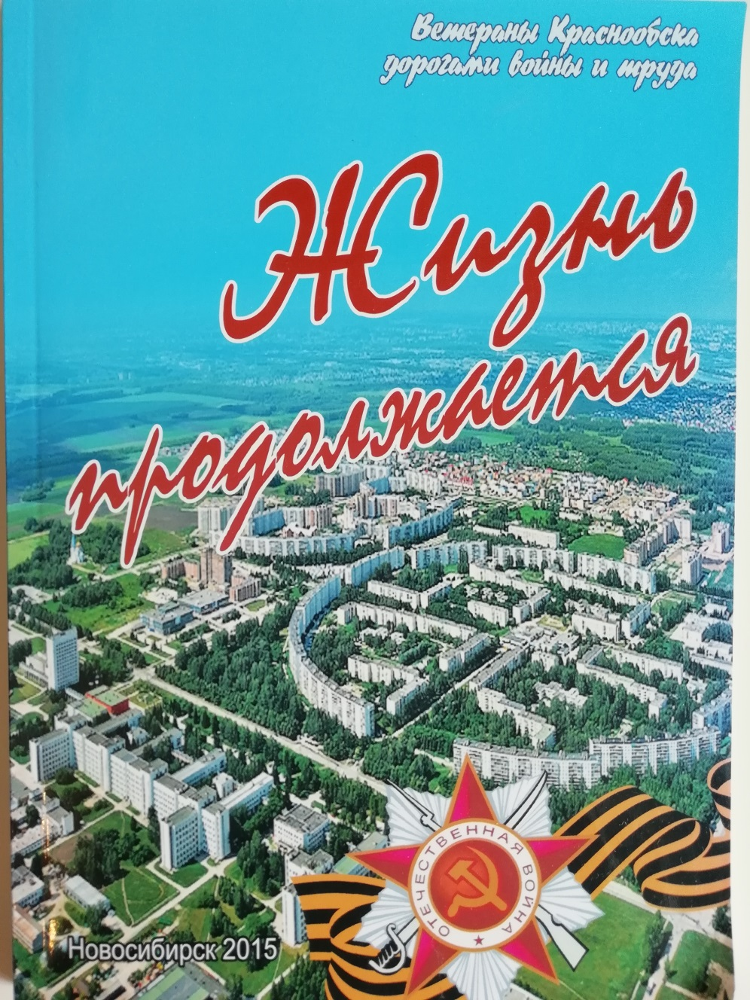 Ветераны Краснообска
дорогами войны и труда
Жизнь
продолжается
ОТЕЧЕСТВЕННАЯ ВОЙНА
Новосибирск 2015